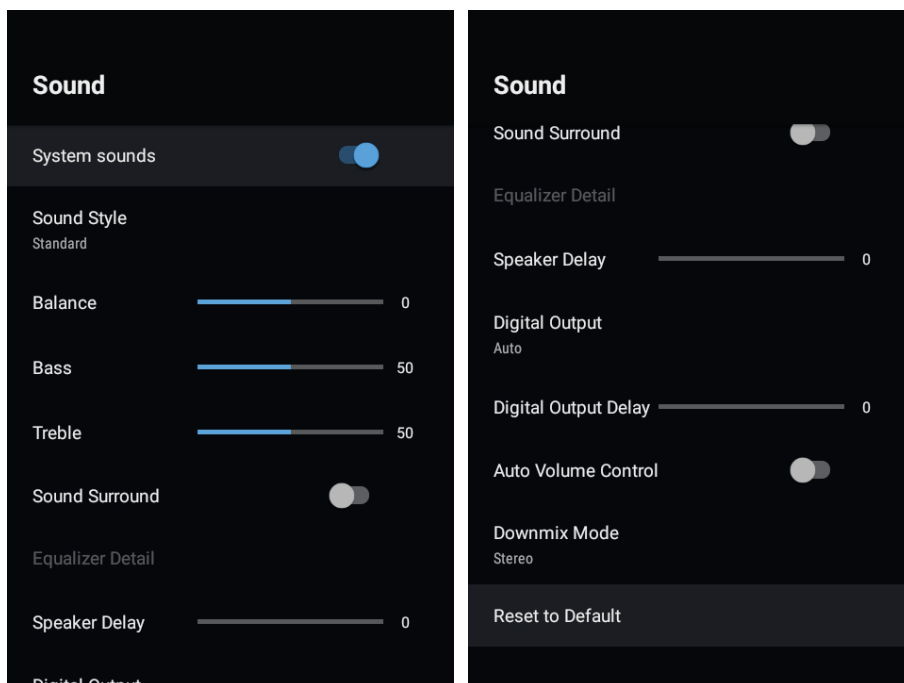 Sound
System sounds
Sound Style
Standard
Balance 0
Bass 50
Treble 50
Sound Surround
Equalizer Detail
Speaker Delay 0
Digital Output
Sound
Sound Surround
Equalizer Detail
Speaker Delay 0
Digital Output
Auto
Digital Output Delay 0
Auto Volume Control
Downmix Mode
Stereo
Reset to Default